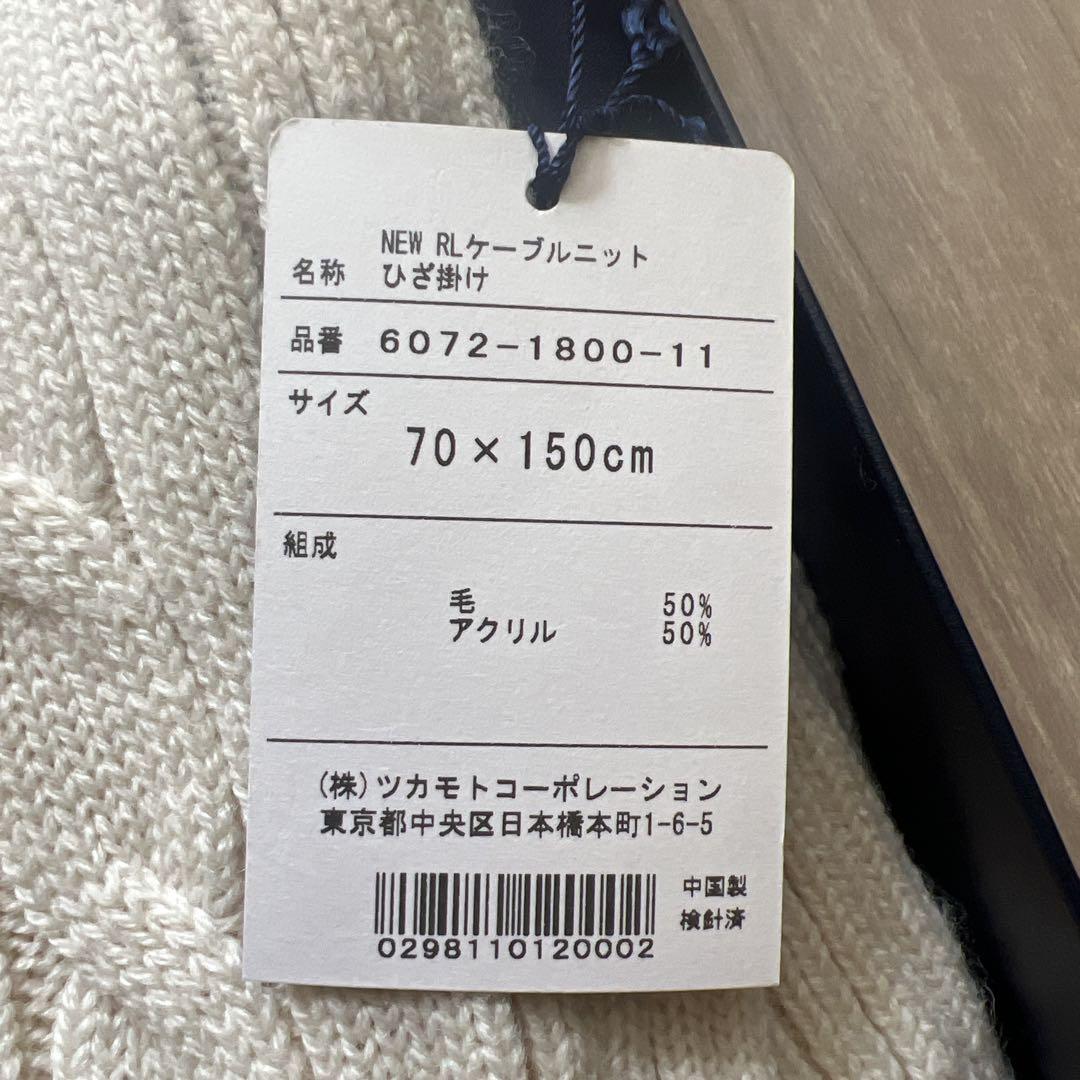 NEW RLケーブルニット
名称 ひざ掛け
品番 6072-1800-11
サイズ
70×150cm
組成
毛 50%
アクリル 50%
(株)ツカモトコーポレーション
東京都中央区日本橋本町1-6-5
中国製
検針済
0298110120002